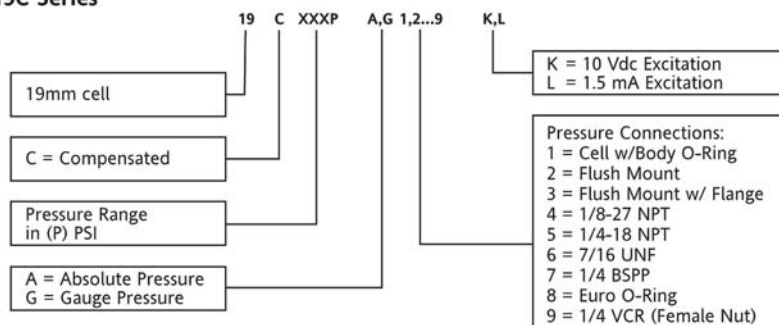 19C Series
19 C XXXP A,G 1,2...9 K,L
19mm cell
C = Compensated
Pressure Range
in (P) PSI
A = Absolute Pressure
G = Gauge Pressure
K = 10 Vdc Excitation
L = 1.5 mA Excitation
Pressure Connections:
1 = Cell w/Body O-Ring
2 = Flush Mount
3 = Flush Mount w/ Flange
4 = 1/8-27 NPT
5 = 1/4-18 NPT
6 = 7/16 UNF
7 = 1/4 BSPP
8 = Euro O-Ring
9 = 1/4 VCR (Female Nut)